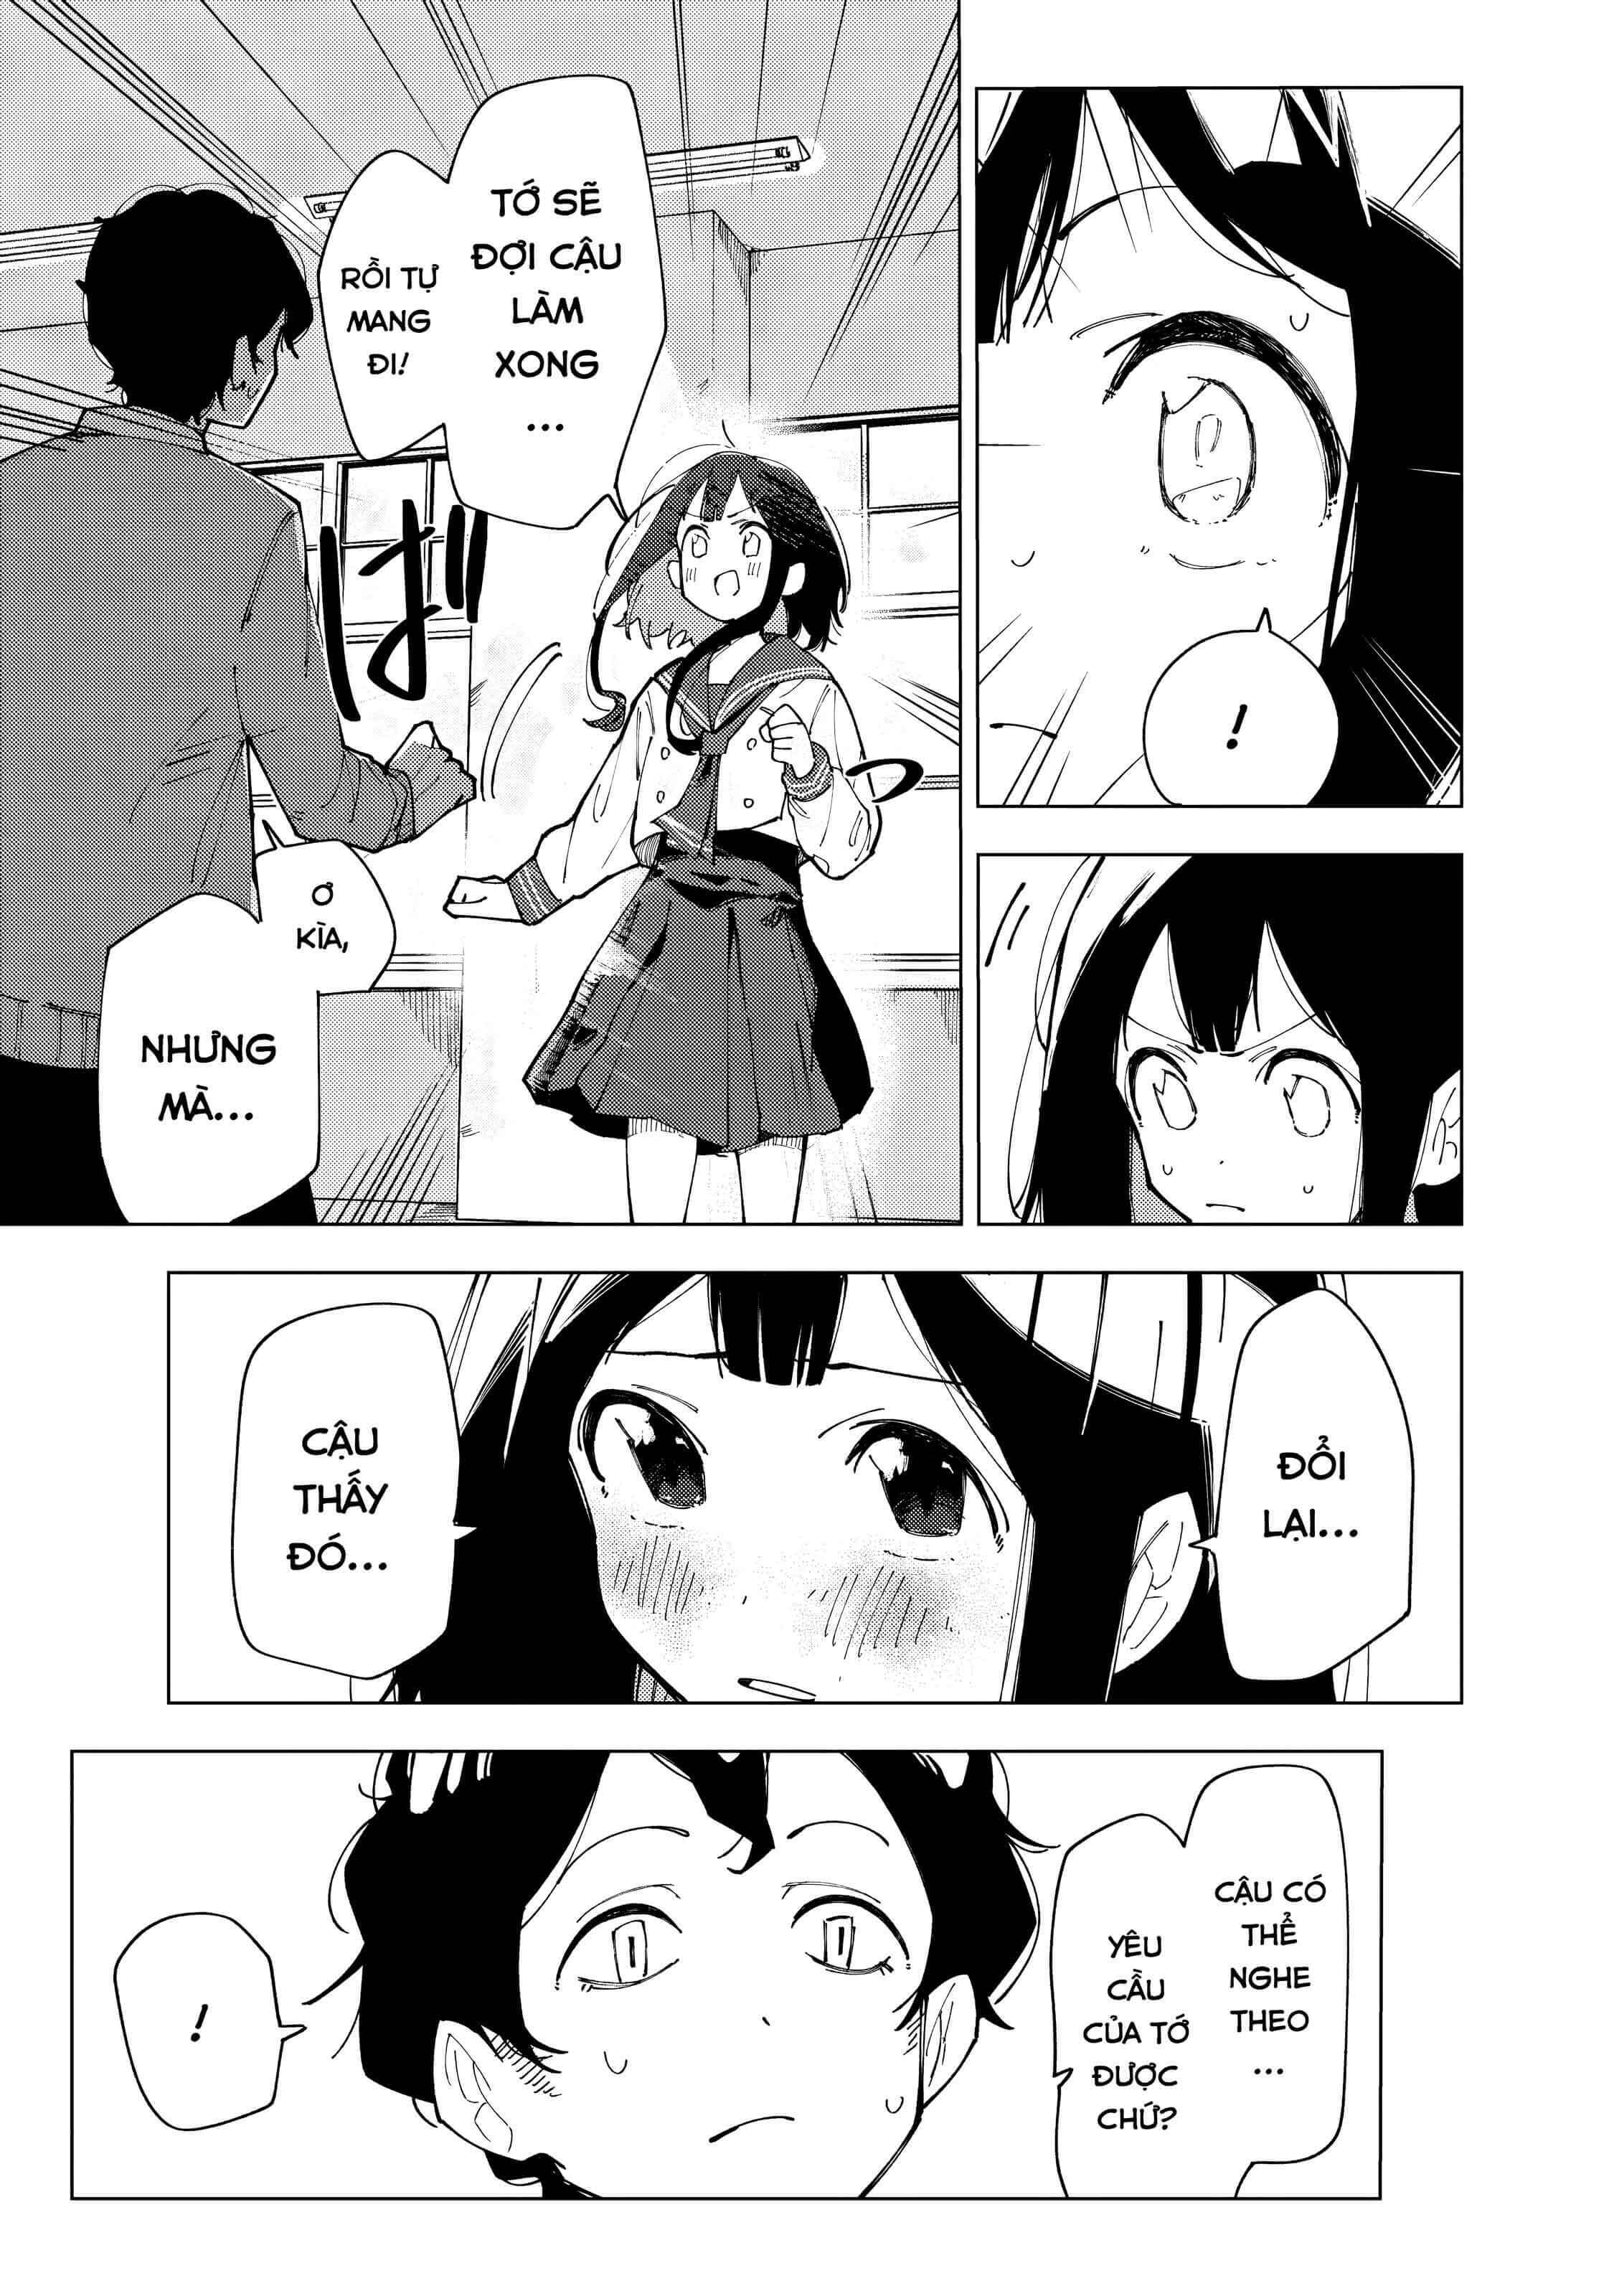 !
TỚ SẼ
ĐỢI CẬU
LÀM
XONG
...
RỒI TỰ
MANG
ĐI!
ば
っ
Ơ
KÌA,
NHƯNG
MÀ...
ĐỔI
LẠI...
CẬU
THẤY
ĐÓ...
CẬU CÓ
THỂ
NGHE
THEO
...
YÊU
CẦU
CỦA TỚ
ĐƯỢC
CHỨ?
!